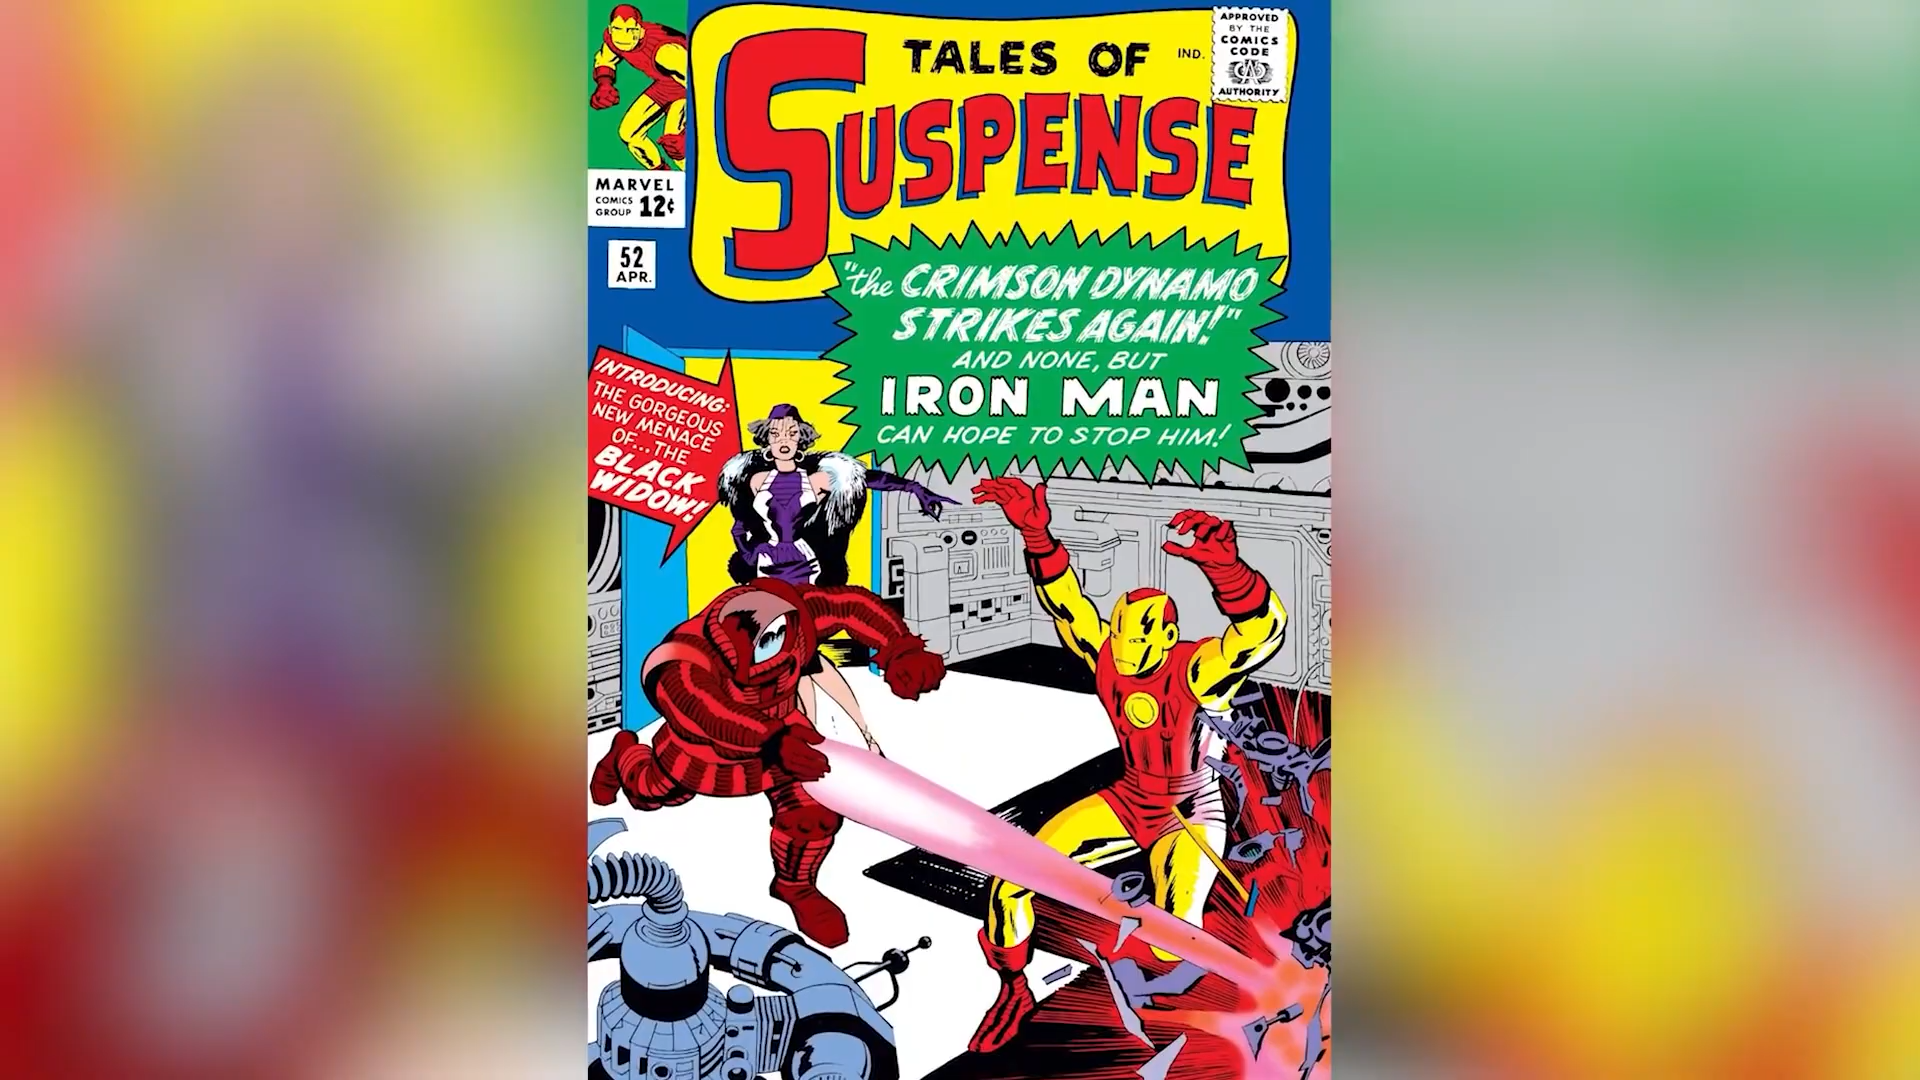 TALES OF
SUSPENSE
IND.
APPROVED
BY THE
COMICS
CODE
CA
AUTHORITY
MARVEL
COMICS
GROUP 12¢
52
APR.
"the CRIMSON DYNAMO
STRIKES AGAIN!"
AND NONE, BUT
IRON MAN
CAN HOPE TO STOP HIM!
INTRODUCING:
THE GORGEOUS
NEW MENACE
OF...THE
BLACK
WIDOW!